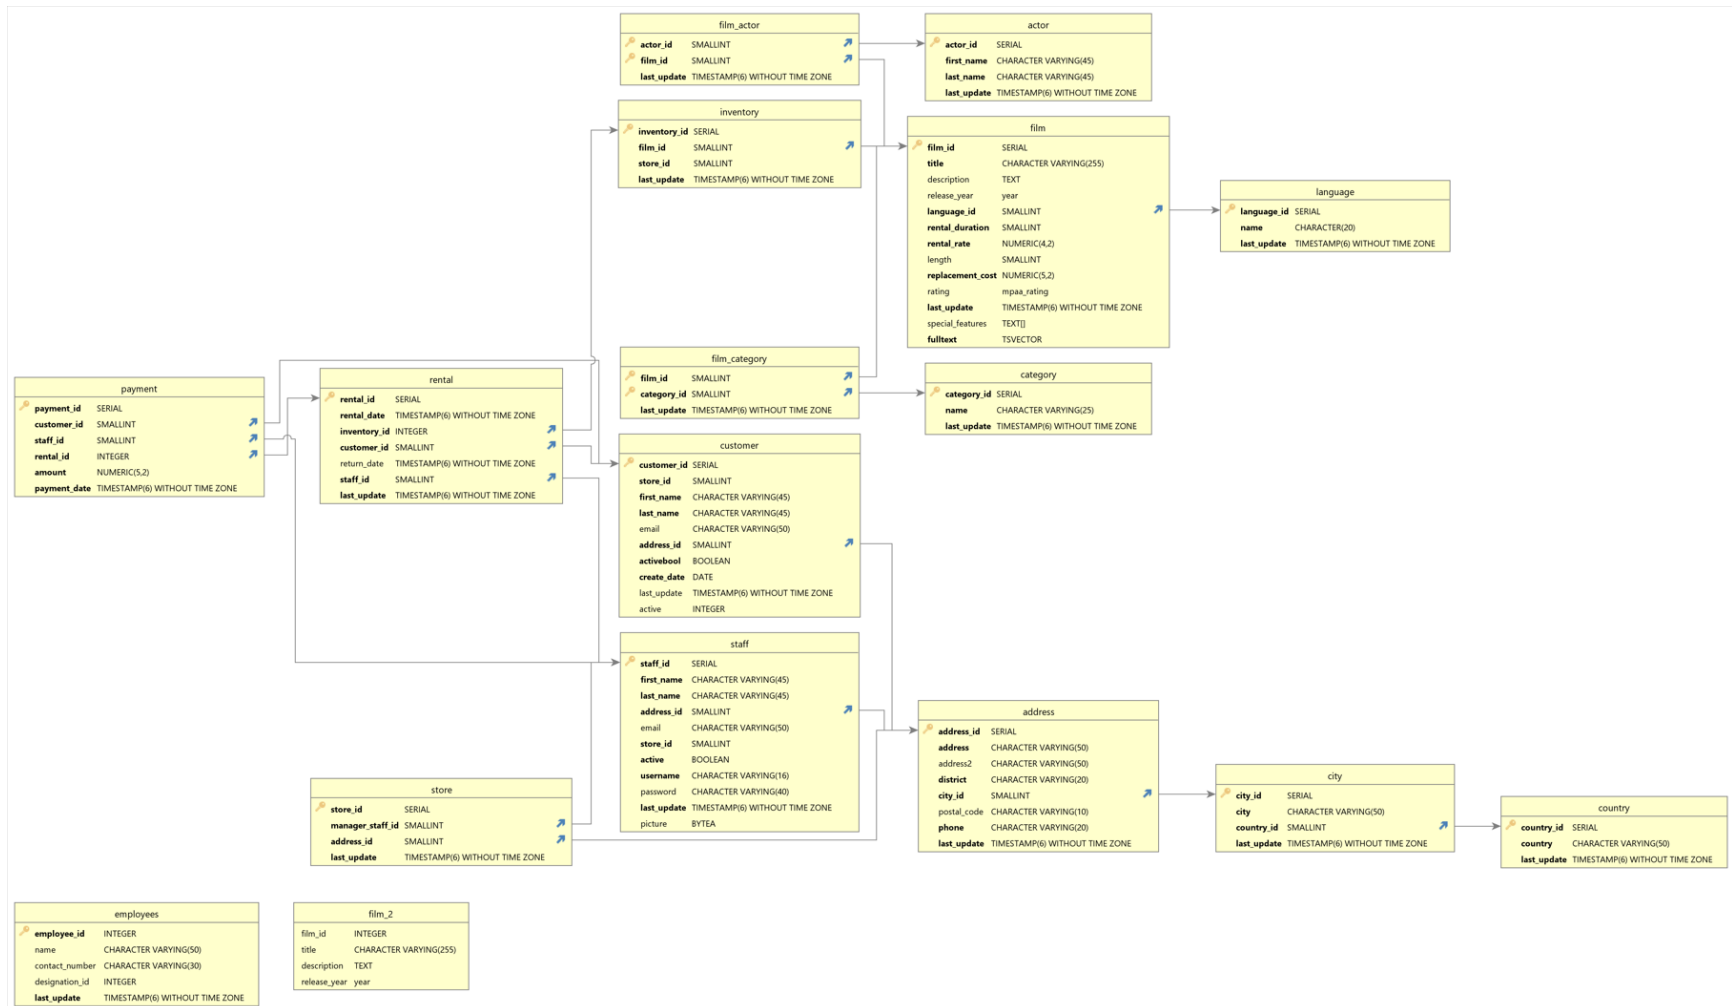 film_actor
actor_id SMALLINT
film_id SMALLINT
last_update TIMESTAMP(6) WITHOUT TIME ZONE
actor
actor_id SERIAL
first_name CHARACTER VARYING(45)
last_name CHARACTER VARYING(45)
last_update TIMESTAMP(6) WITHOUT TIME ZONE
inventory
inventory_id SERIAL
film_id SMALLINT
store_id SMALLINT
last_update TIMESTAMP(6) WITHOUT TIME ZONE
film
film_id SERIAL
title CHARACTER VARYING(255)
description TEXT
release_year year
language_id SMALLINT
rental_duration SMALLINT
rental_rate NUMERIC(4,2)
length SMALLINT
replacement_cost NUMERIC(5,2)
rating mpaa_rating
last_update TIMESTAMP(6) WITHOUT TIME ZONE
special_features TEXT[]
fulltext TSVECTOR
language
language_id SERIAL
name CHARACTER(20)
last_update TIMESTAMP(6) WITHOUT TIME ZONE
film_category
film_id SMALLINT
category_id SMALLINT
last_update TIMESTAMP(6) WITHOUT TIME ZONE
category
category_id SERIAL
name CHARACTER VARYING(25)
last_update TIMESTAMP(6) WITHOUT TIME ZONE
payment
payment_id SERIAL
customer_id SMALLINT
staff_id SMALLINT
rental_id INTEGER
amount NUMERIC(5,2)
payment_date TIMESTAMP(6) WITHOUT TIME ZONE
rental
rental_id SERIAL
rental_date TIMESTAMP(6) WITHOUT TIME ZONE
inventory_id INTEGER
customer_id SMALLINT
return_date TIMESTAMP(6) WITHOUT TIME ZONE
staff_id SMALLINT
last_update TIMESTAMP(6) WITHOUT TIME ZONE
customer
customer_id SERIAL
store_id SMALLINT
first_name CHARACTER VARYING(45)
last_name CHARACTER VARYING(45)
email CHARACTER VARYING(50)
address_id SMALLINT
activebool BOOLEAN
create_date DATE
last_update TIMESTAMP(6) WITHOUT TIME ZONE
active INTEGER
staff
staff_id SERIAL
first_name CHARACTER VARYING(45)
last_name CHARACTER VARYING(45)
address_id SMALLINT
email CHARACTER VARYING(50)
store_id SMALLINT
active BOOLEAN
username CHARACTER VARYING(16)
password CHARACTER VARYING(40)
last_update TIMESTAMP(6) WITHOUT TIME ZONE
picture BYTEA
store
store_id SERIAL
manager_staff_id SMALLINT
address_id SMALLINT
last_update TIMESTAMP(6) WITHOUT TIME ZONE
address
address_id SERIAL
address CHARACTER VARYING(50)
address2 CHARACTER VARYING(50)
district CHARACTER VARYING(20)
city_id SMALLINT
postal_code CHARACTER VARYING(10)
phone CHARACTER VARYING(20)
last_update TIMESTAMP(6) WITHOUT TIME ZONE
city
city_id SERIAL
city CHARACTER VARYING(50)
country_id SMALLINT
last_update TIMESTAMP(6) WITHOUT TIME ZONE
country
country_id SERIAL
country CHARACTER VARYING(50)
last_update TIMESTAMP(6) WITHOUT TIME ZONE
employees
employee_id INTEGER
name CHARACTER VARYING(50)
contact_number CHARACTER VARYING(30)
designation_id INTEGER
last_update TIMESTAMP(6) WITHOUT TIME ZONE
film_2
film_id INTEGER
title CHARACTER VARYING(255)
description TEXT
release_year year